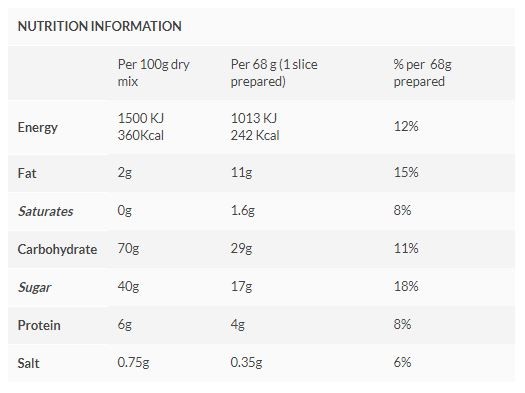 NUTRITION INFORMATION
Per 100g dry mix Per 68 g (1 slice prepared) % per 68g prepared
Energy 1500 KJ 360Kcal 1013 KJ 242 Kcal 12%
Fat 2g 11g 15%
Saturates 0g 1.6g 8%
Carbohydrate 70g 29g 11%
Sugar 40g 17g 18%
Protein 6g 4g 8%
Salt 0.75g 0.35g 6%